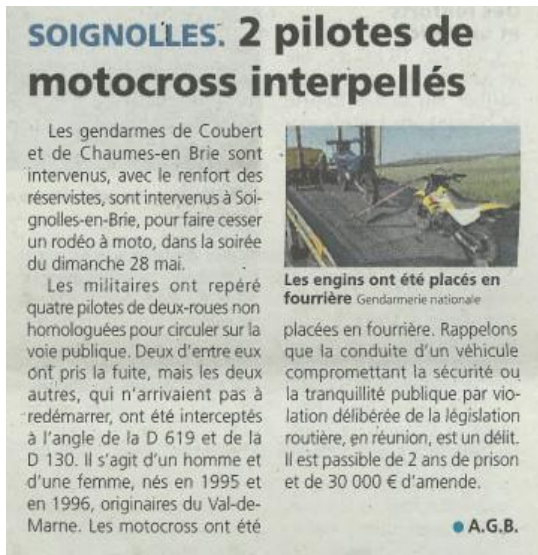 SOIGNOLLES. 2 pilotes de
motocross interpellés
Les gendarmes de Coubert
et de Chaumes-en Brie sont
intervenus, avec le renfort des
réservistes, sont intervenus à Soi-
gnolles-en-Brie, pour faire cesser
un rodéo à moto, dans la soirée
du dimanche 28 mai.
Les militaires ont repéré
quatre pilotes de deux-roues non
homologuées pour circuler sur la
voie publique. Deux d'entre eux
ont pris la fuite, mais les deux
autres, qui n'arrivaient pas à
redémarrer, ont été interceptés
à l'angle de la D 619 et de la
D 130. Il s'agit d'un homme et
d'une femme, nés en 1995 et
en 1996, originaires du Val-de-
Marne. Les motocross ont été
Les engins ont été placés en
fourrière Gendarmerie nationale
placées en fourrière. Rappelons
que la conduite d'un véhicule
compromettant la sécurité ou
la tranquillité publique par vio-
lation délibérée de la législation
routière, en réunion, est un délit.
Il est passible de 2 ans de prison
et de 30 000 € d'amende.
● A.G.B.